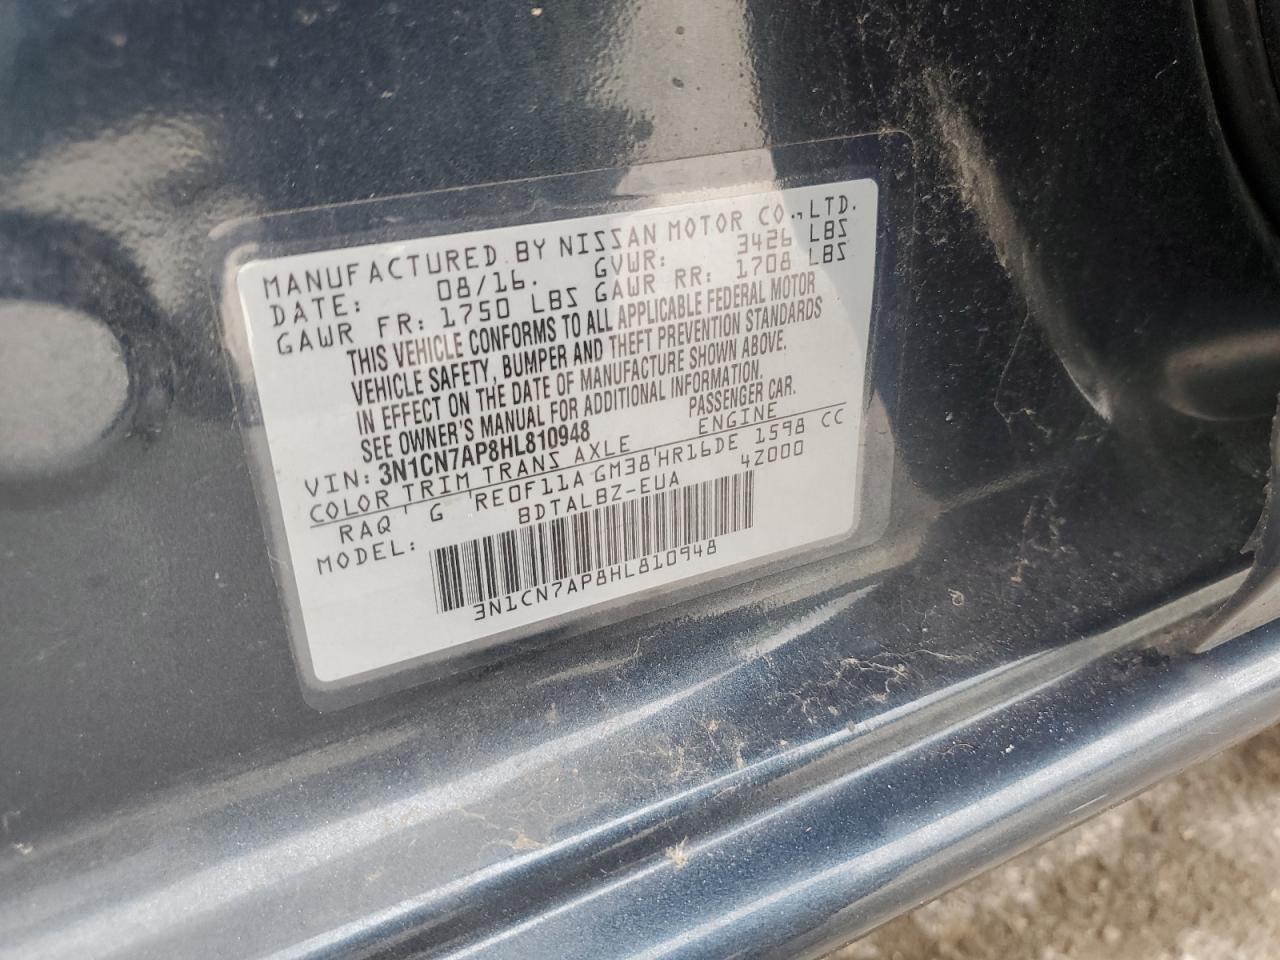 MANUFACTURED BY NISSAN MOTOR CO., LTD.
DATE: 08/16. GVWR: 3426 LBS
GAWR FR: 1750 LBS GAWR RR: 1708 LBS
THIS VEHICLE CONFORMS TO ALL APPLICABLE FEDERAL MOTOR
VEHICLE SAFETY, BUMPER AND THEFT PREVENTION STANDARDS
IN EFFECT ON THE DATE OF MANUFACTURE SHOWN ABOVE.
SEE OWNER'S MANUAL FOR ADDITIONAL INFORMATION.
VIN: 3N1CN7AP8HL810948 PASSENGER CAR.
COLOR TRIM TRANS AXLE ENGINE
RAQ G RE0F11A GM38 HR16DE 1598 CC
MODEL: BDTALBZ-EUA 4Z000
3N1CN7AP8HL810948